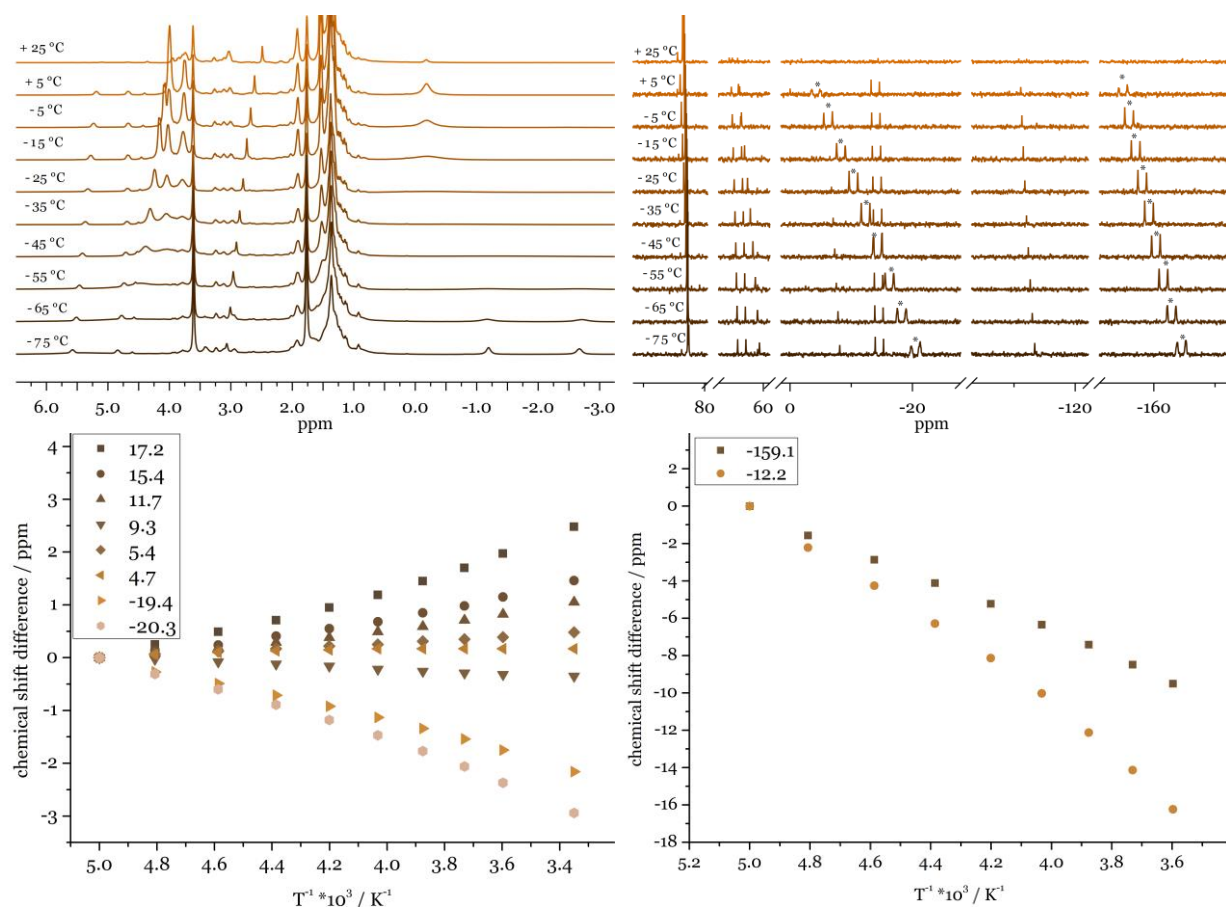 + 25 °C
+ 5 °C
- 5 °C
- 15 °C
- 25 °C
- 35 °C
- 45 °C
- 55 °C
- 65 °C
- 75 °C
6.0 5.0 4.0 3.0 2.0 1.0 0.0 -1.0 -2.0 -3.0
ppm
+ 25 °C
+ 5 °C
- 5 °C
- 15 °C
- 25 °C
- 35 °C
- 45 °C
- 55 °C
- 65 °C
- 75 °C
* *
* *
* *
* *
* *
* *
* *
* *
* *
80 60 0 -20 -120 -160
ppm
4
3
2
1
0
-1
-2
-3
chemical shift difference / ppm
17.2
15.4
11.7
9.3
5.4
4.7
-19.4
-20.3
5.0 4.8 4.6 4.4 4.2 4.0 3.8 3.6 3.4
T⁻¹ *10³ / K⁻¹
2
0
-2
-4
-6
-8
-10
-12
-14
-16
-18
chemical shift difference / ppm
-159.1
-12.2
5.2 5.0 4.8 4.6 4.4 4.2 4.0 3.8 3.6
T⁻¹ *10³ / K⁻¹